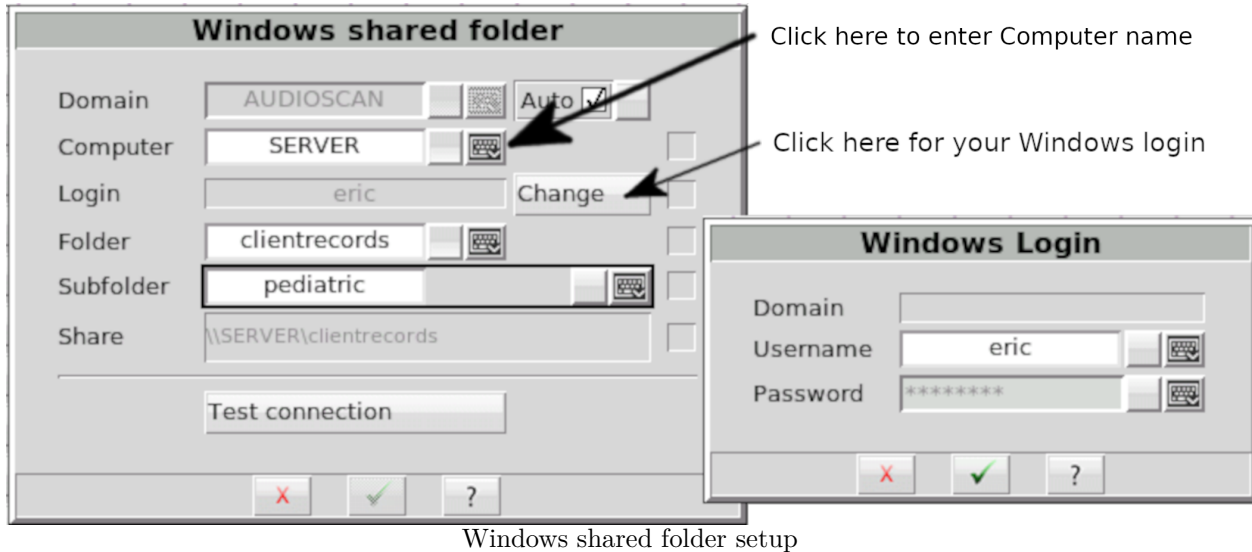 Windows shared folder
Click here to enter Computer name
Domain AUDIOSCAN Auto
Computer SERVER
Click here for your Windows login
Login eric Change
Folder clientrecords
Subfolder pediatric
Share \\SERVER\clientrecords
Test connection
X ?
Windows Login
Domain
Username eric
Password ********
X ?
Windows shared folder setup